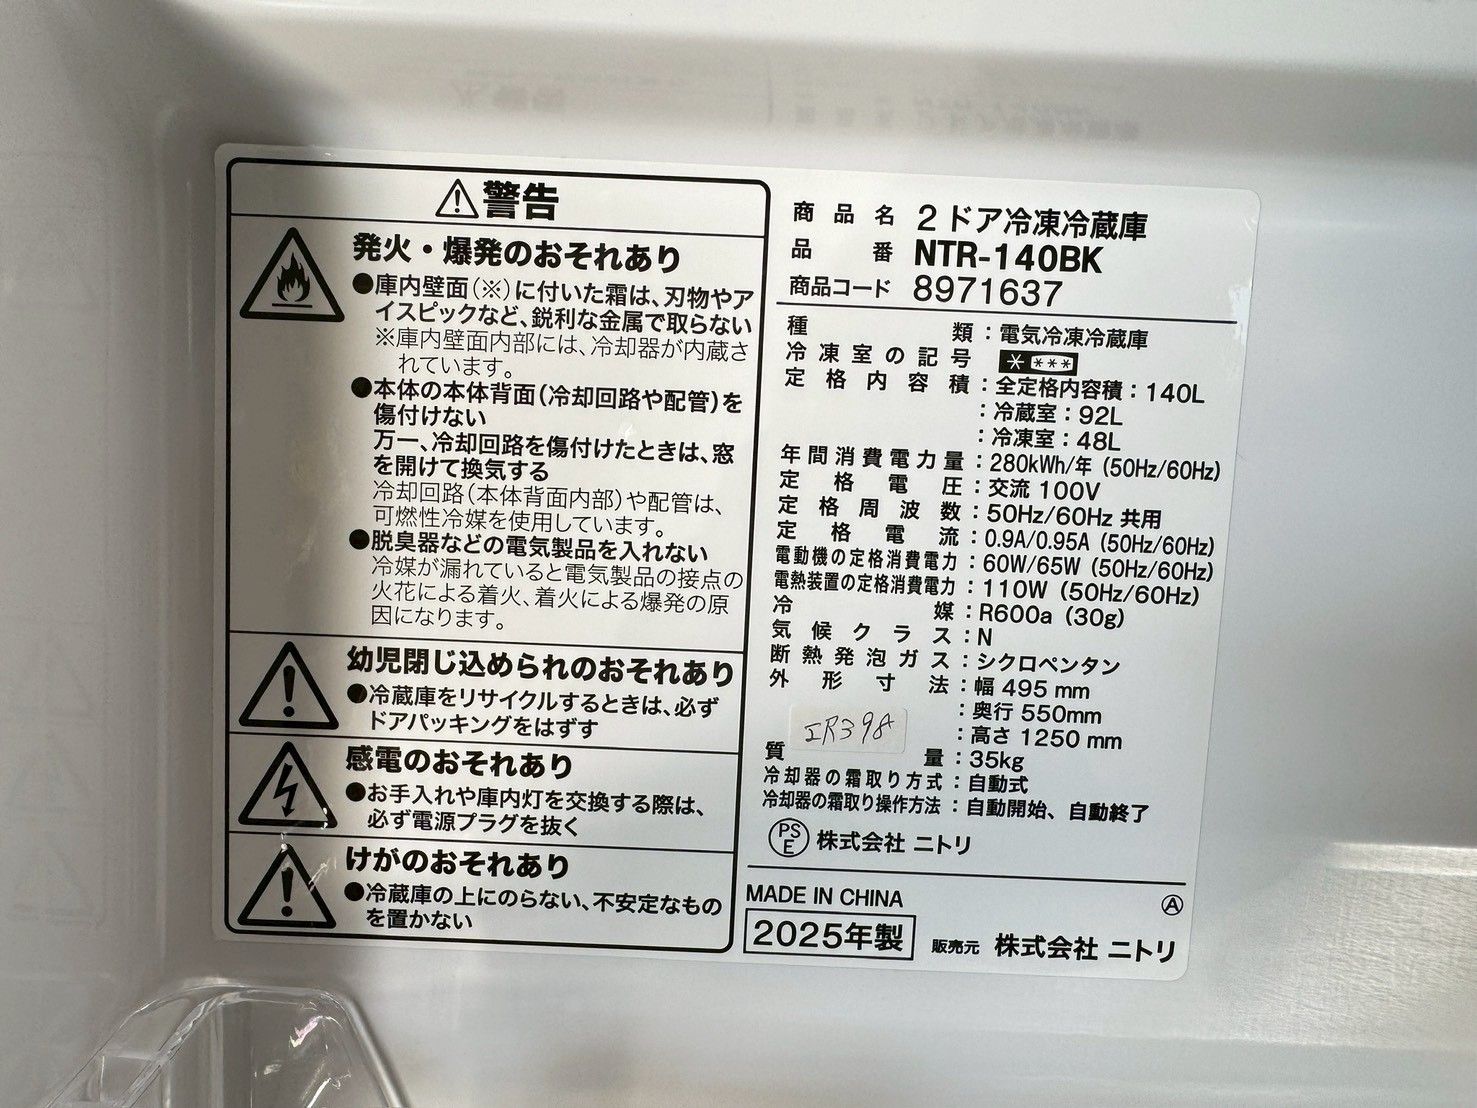 警告
発火・爆発のおそれあり
●庫内壁面(※)に付いた霜は、刃物やア
イスピックなど、鋭利な金属で取らない
※庫内壁面内部には、冷却器が内蔵さ
れています。
●本体の本体背面(冷却回路や配管)を
傷付けない
万一、冷却回路を傷付けたときは、窓
を開けて換気する
冷却回路(本体背面内部)や配管は、
可燃性冷媒を使用しています。
●脱臭器などの電気製品を入れない
冷媒が漏れていると電気製品の接点の
火花による着火、着火による爆発の原
因になります。
幼児閉じ込められのおそれあり
●冷蔵庫をリサイクルするときは、必ず
ドアパッキングをはずす
感電のおそれあり
●お手入れや庫内灯を交換する際は、
必ず電源プラグを抜く
けがのおそれあり
●冷蔵庫の上にのらない、不安定なもの
を置かない
商品名 2ドア冷凍冷蔵庫
品番 NTR-140BK
商品コード 8971637
種類:電気冷凍冷蔵庫
冷凍室の記号 * ***
定格内容積:全定格内容積:140L
:冷蔵室:92L
:冷凍室:48L
年間消費電力量:280kWh/年 (50Hz/60Hz)
定格電圧:交流 100V
定格周波数:50Hz/60Hz 共用
定格電流:0.9A/0.95A (50Hz/60Hz)
電動機の定格消費電力:60W/65W (50Hz/60Hz)
電熱装置の定格消費電力:110W (50Hz/60Hz)
冷媒:R600a (30g)
気候クラス:N
断熱発泡ガス:シクロペンタン
外形寸法:幅 495 mm
:奥行 550mm
:高さ 1250 mm
質量:35kg
冷却器の霜取り方式:自動式
冷却器の霜取り操作方法:自動開始、自動終了
PSE 株式会社 ニトリ
MADE IN CHINA Ⓐ
2025年製 販売元 株式会社 ニトリ